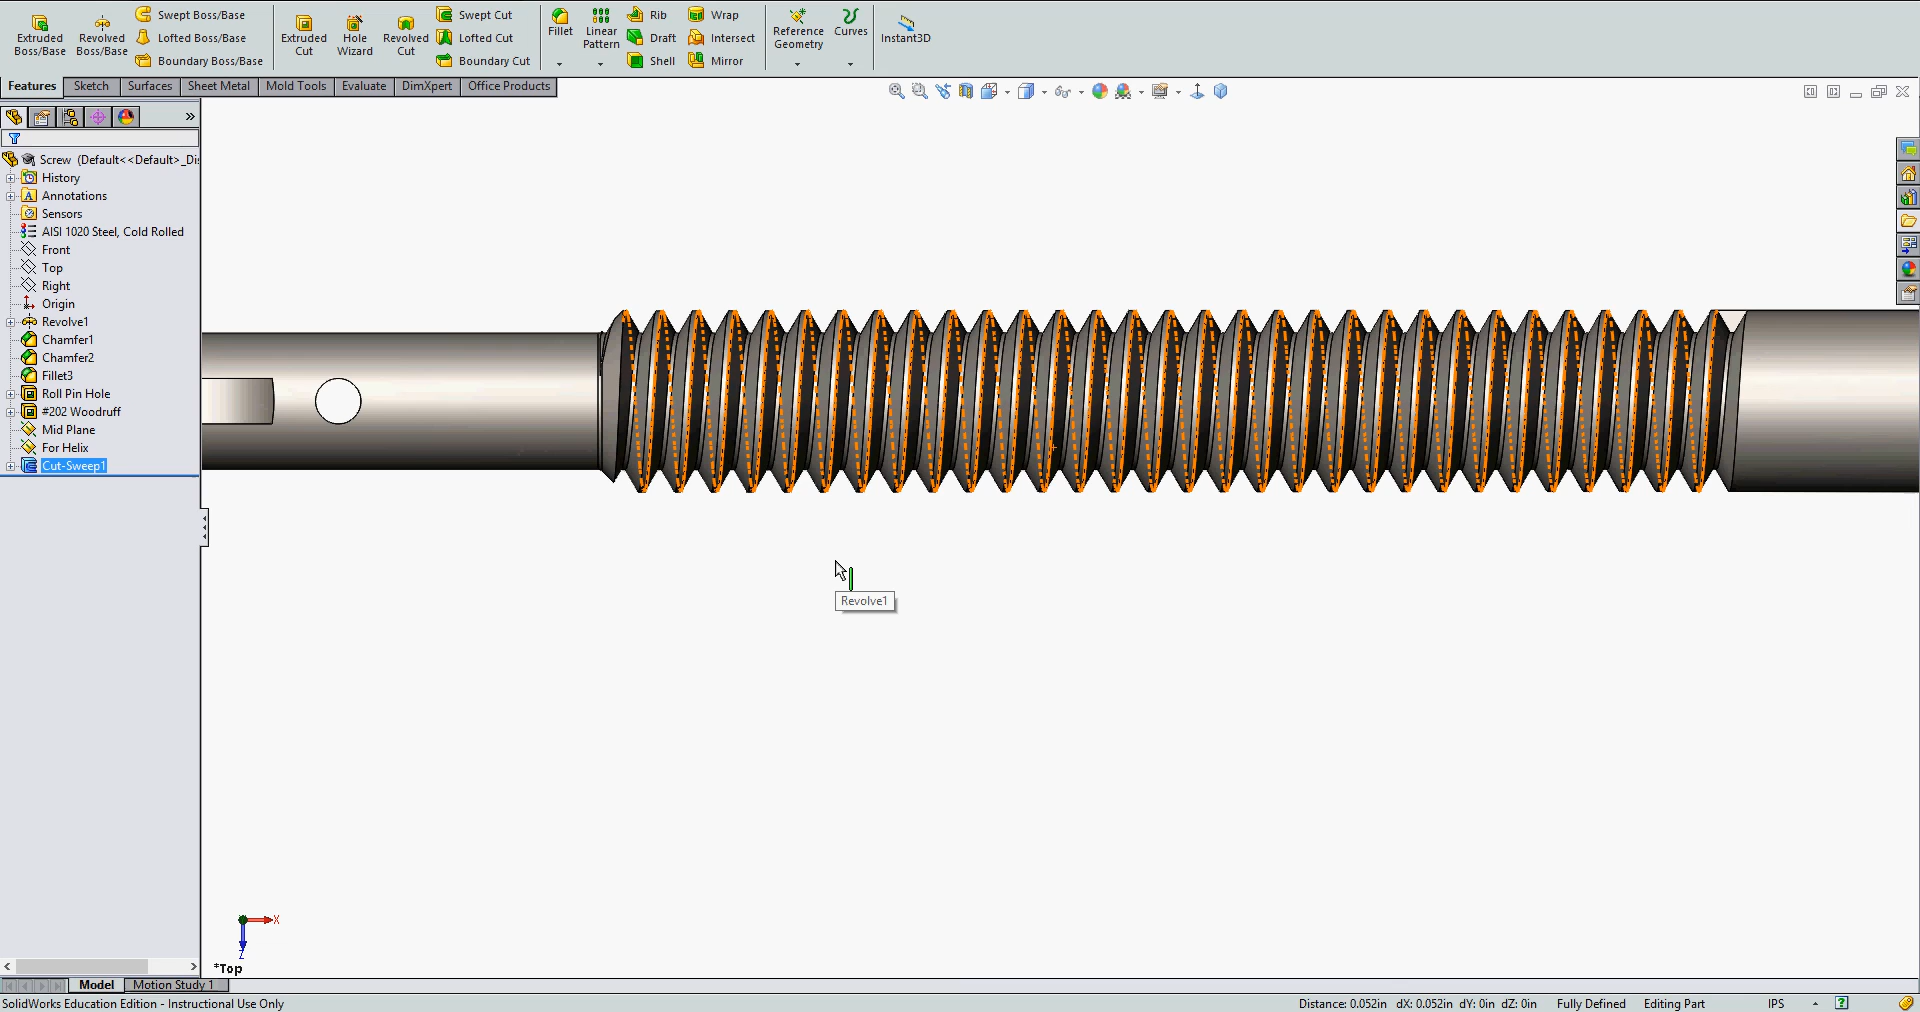 Extruded Boss/Base
Revolved Boss/Base
Swept Boss/Base
Lofted Boss/Base
Boundary Boss/Base
Extruded Cut
Hole Wizard
Revolved Cut
Swept Cut
Lofted Cut
Boundary Cut
Fillet
Linear Pattern
Rib
Draft
Shell
Wrap
Intersect
Mirror
Reference Geometry
Curves
Instant3D
Features
Sketch
Surfaces
Sheet Metal
Mold Tools
Evaluate
DimXpert
Office Products
Screw (Default<<Default>_Di
History
Annotations
Sensors
AISI 1020 Steel, Cold Rolled
Front
Top
Right
Origin
Revolve1
Chamfer1
Chamfer2
Fillet3
Roll Pin Hole
#202 Woodruff
Mid Plane
For Helix
Cut-Sweep1
Revolve1
X
Z
*Top
Model
Motion Study 1
SolidWorks Education Edition - Instructional Use Only
Distance: 0.052in dX: 0.052in dY: 0in dZ: 0in
Fully Defined
Editing Part
IPS